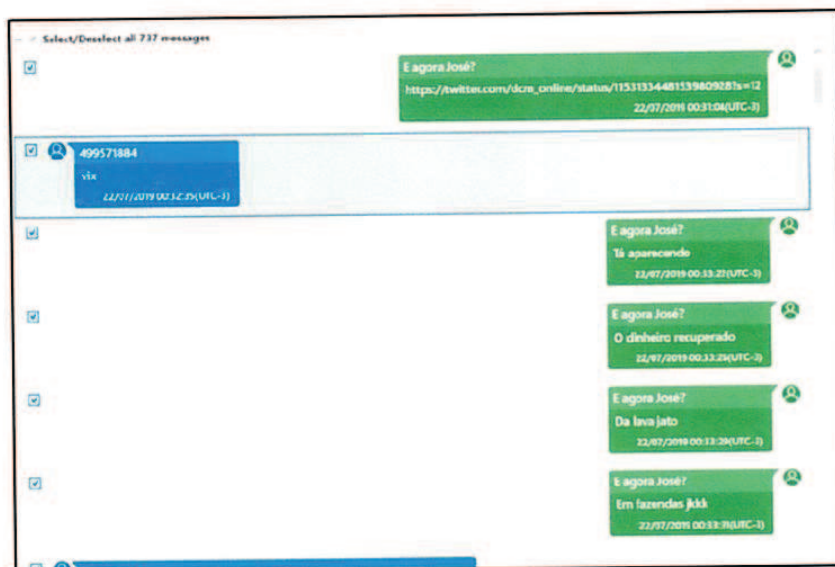 Select/Deselect all 737 messages
E agora José?
https://twitter.com/dcm_online/status/1153133448153980928?s=12
22/07/2019 00:31:04(UTC-3)
499571884
vix
22/07/2019 00:32:35(UTC-3)
E agora José?
Tá aparecendo
22/07/2019 00:33:22(UTC-3)
E agora José?
O dinheiro recuperado
22/07/2019 00:33:26(UTC-3)
E agora José?
Da lava jato
22/07/2019 00:33:29(UTC-3)
E agora José?
Em fazendas jkkk
22/07/2019 00:33:39(UTC-3)